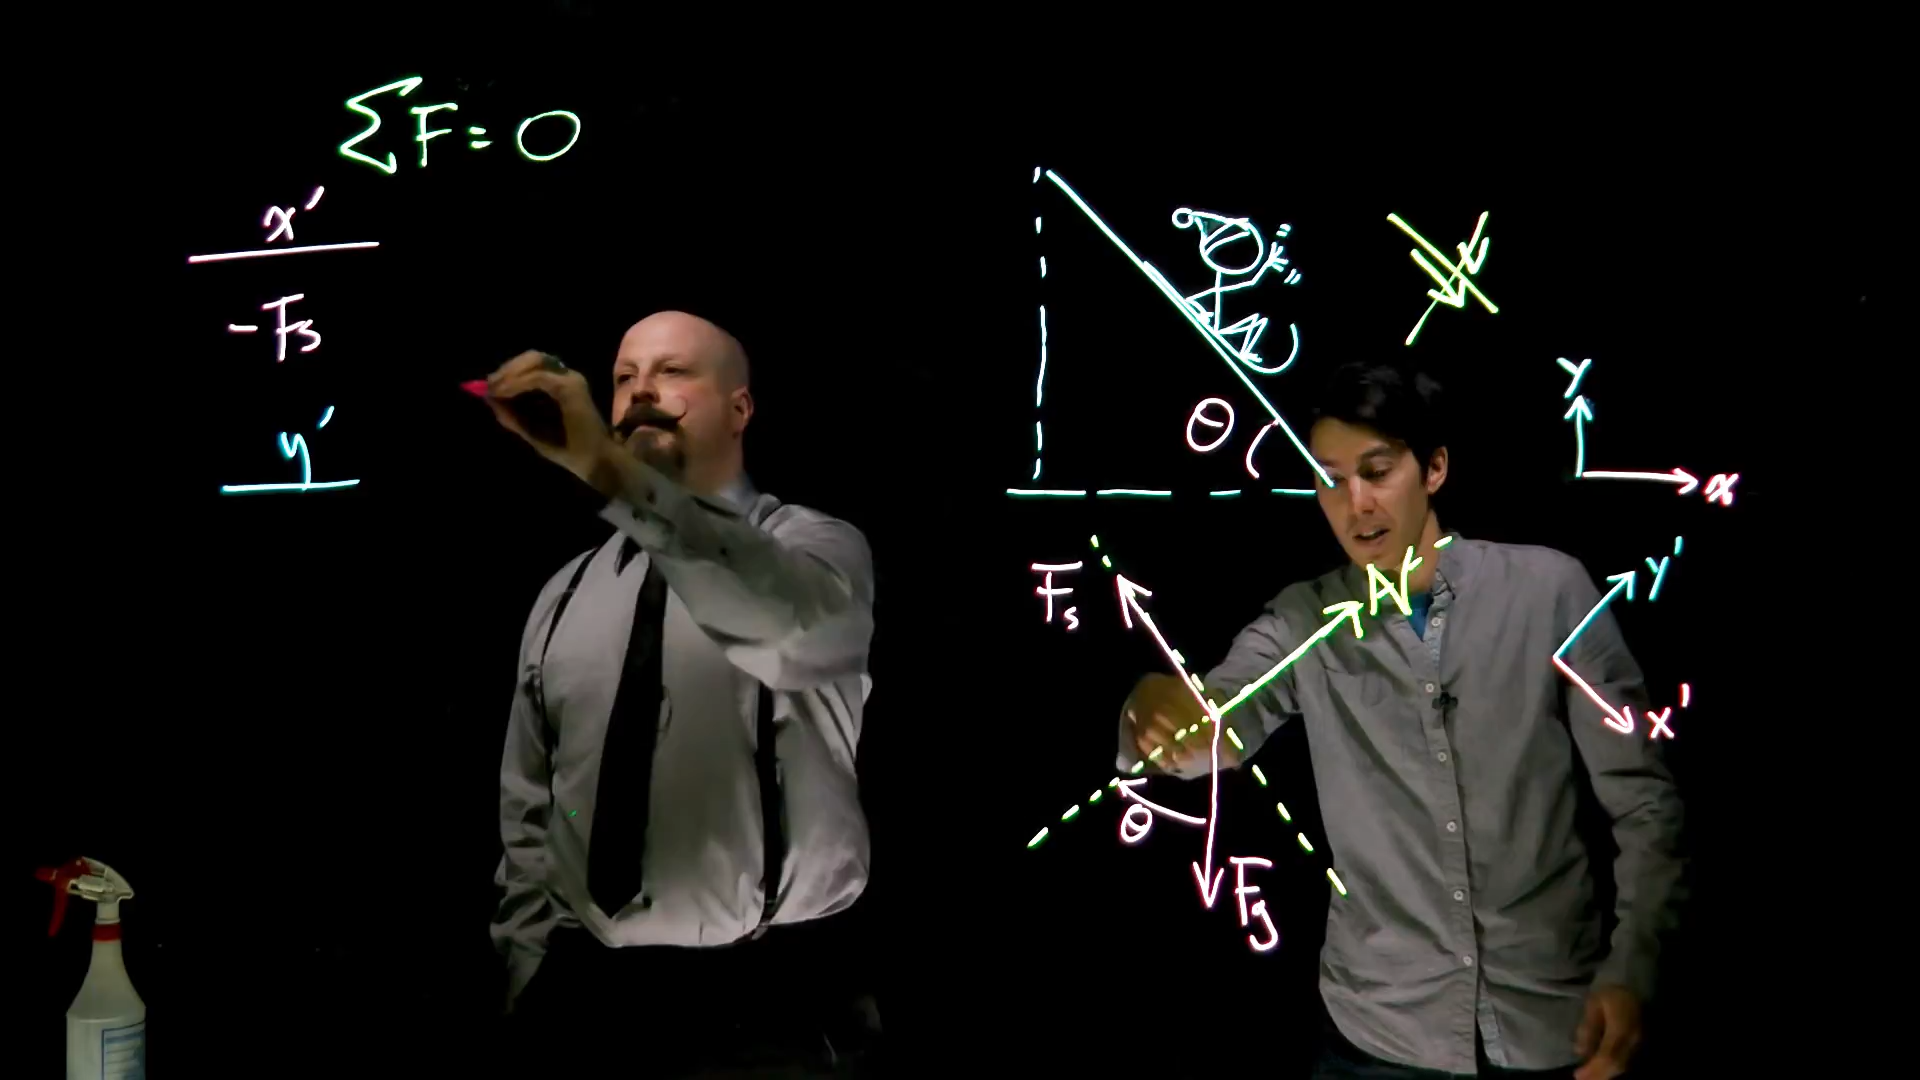 ΣF = 0
x'
-Fs
y'
"K"
θ
y
x
Fs
N
y'
x'
θ
Fg